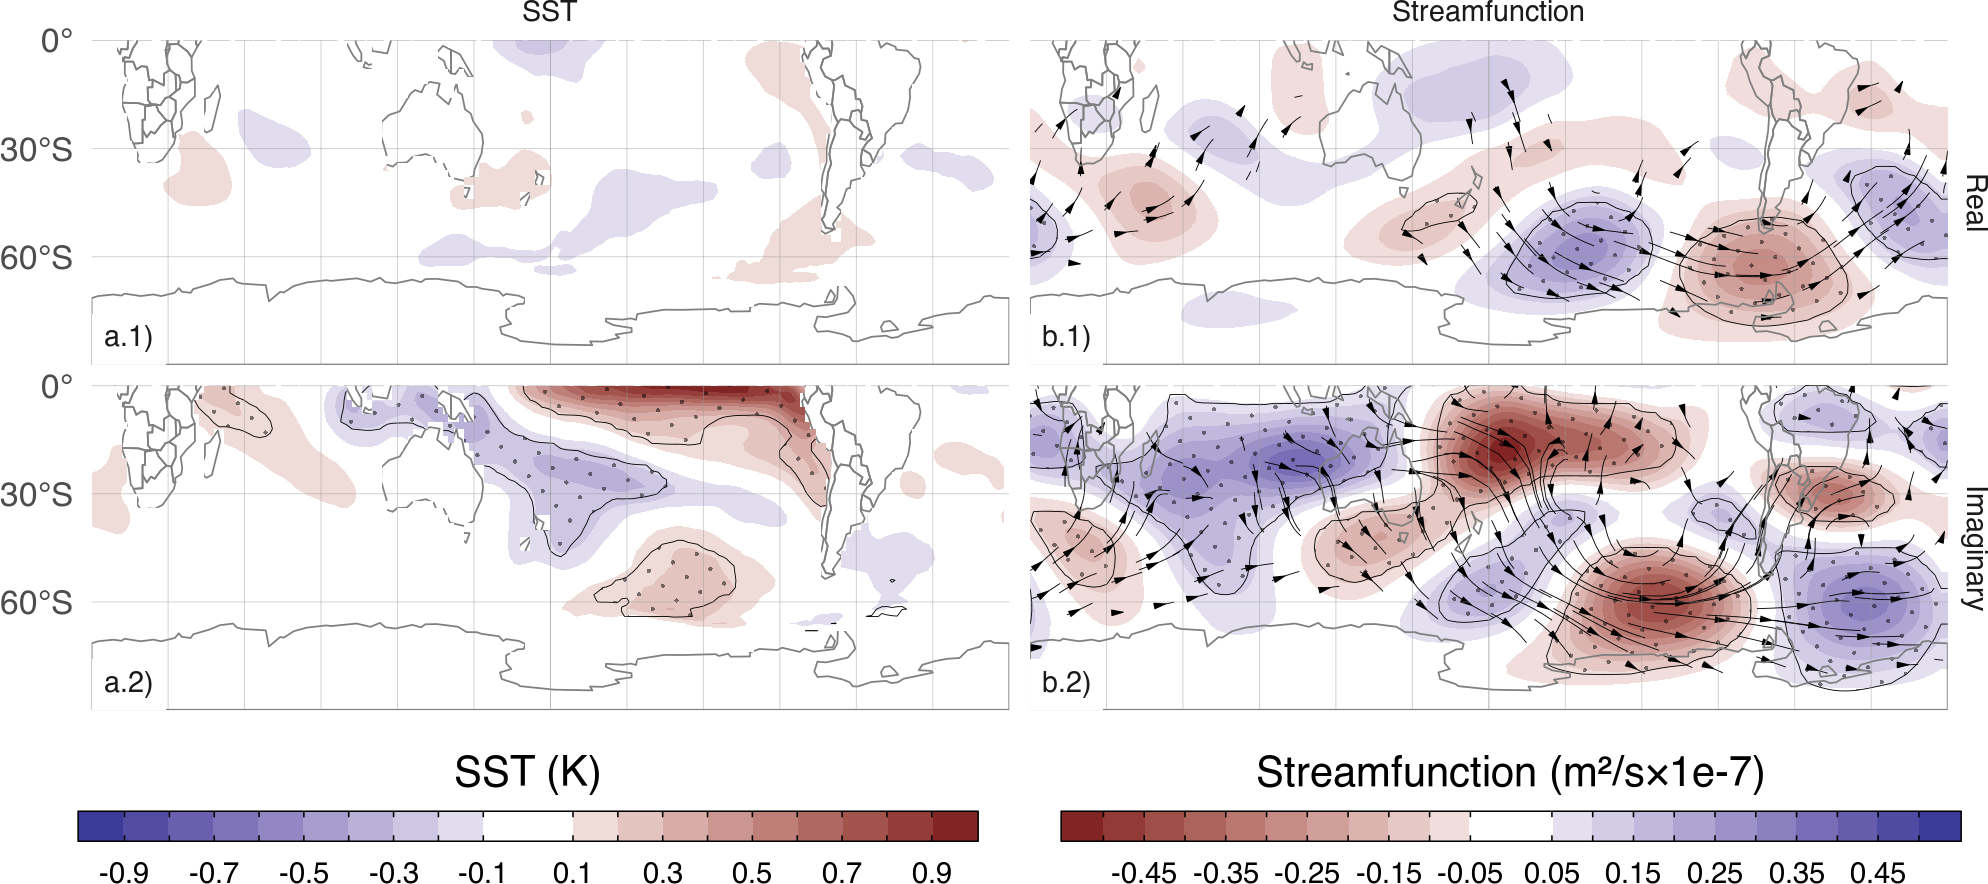 SST
Streamfunction
0°
30°S
60°S
a.1)
b.1)
Real
0°
30°S
60°S
a.2)
b.2)
Imaginary
SST (K)
-0.9 -0.7 -0.5 -0.3 -0.1 0.1 0.3 0.5 0.7 0.9
Streamfunction (m²/s×1e-7)
-0.45 -0.35 -0.25 -0.15 -0.05 0.05 0.15 0.25 0.35 0.45